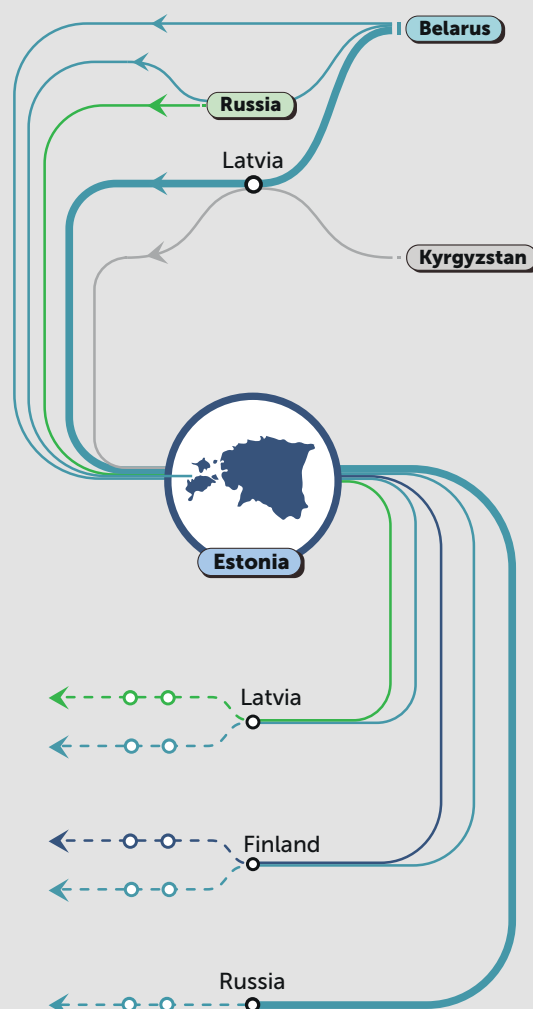 Belarus
Russia
Latvia
Kyrgyzstan
Estonia
Latvia
Finland
Russia